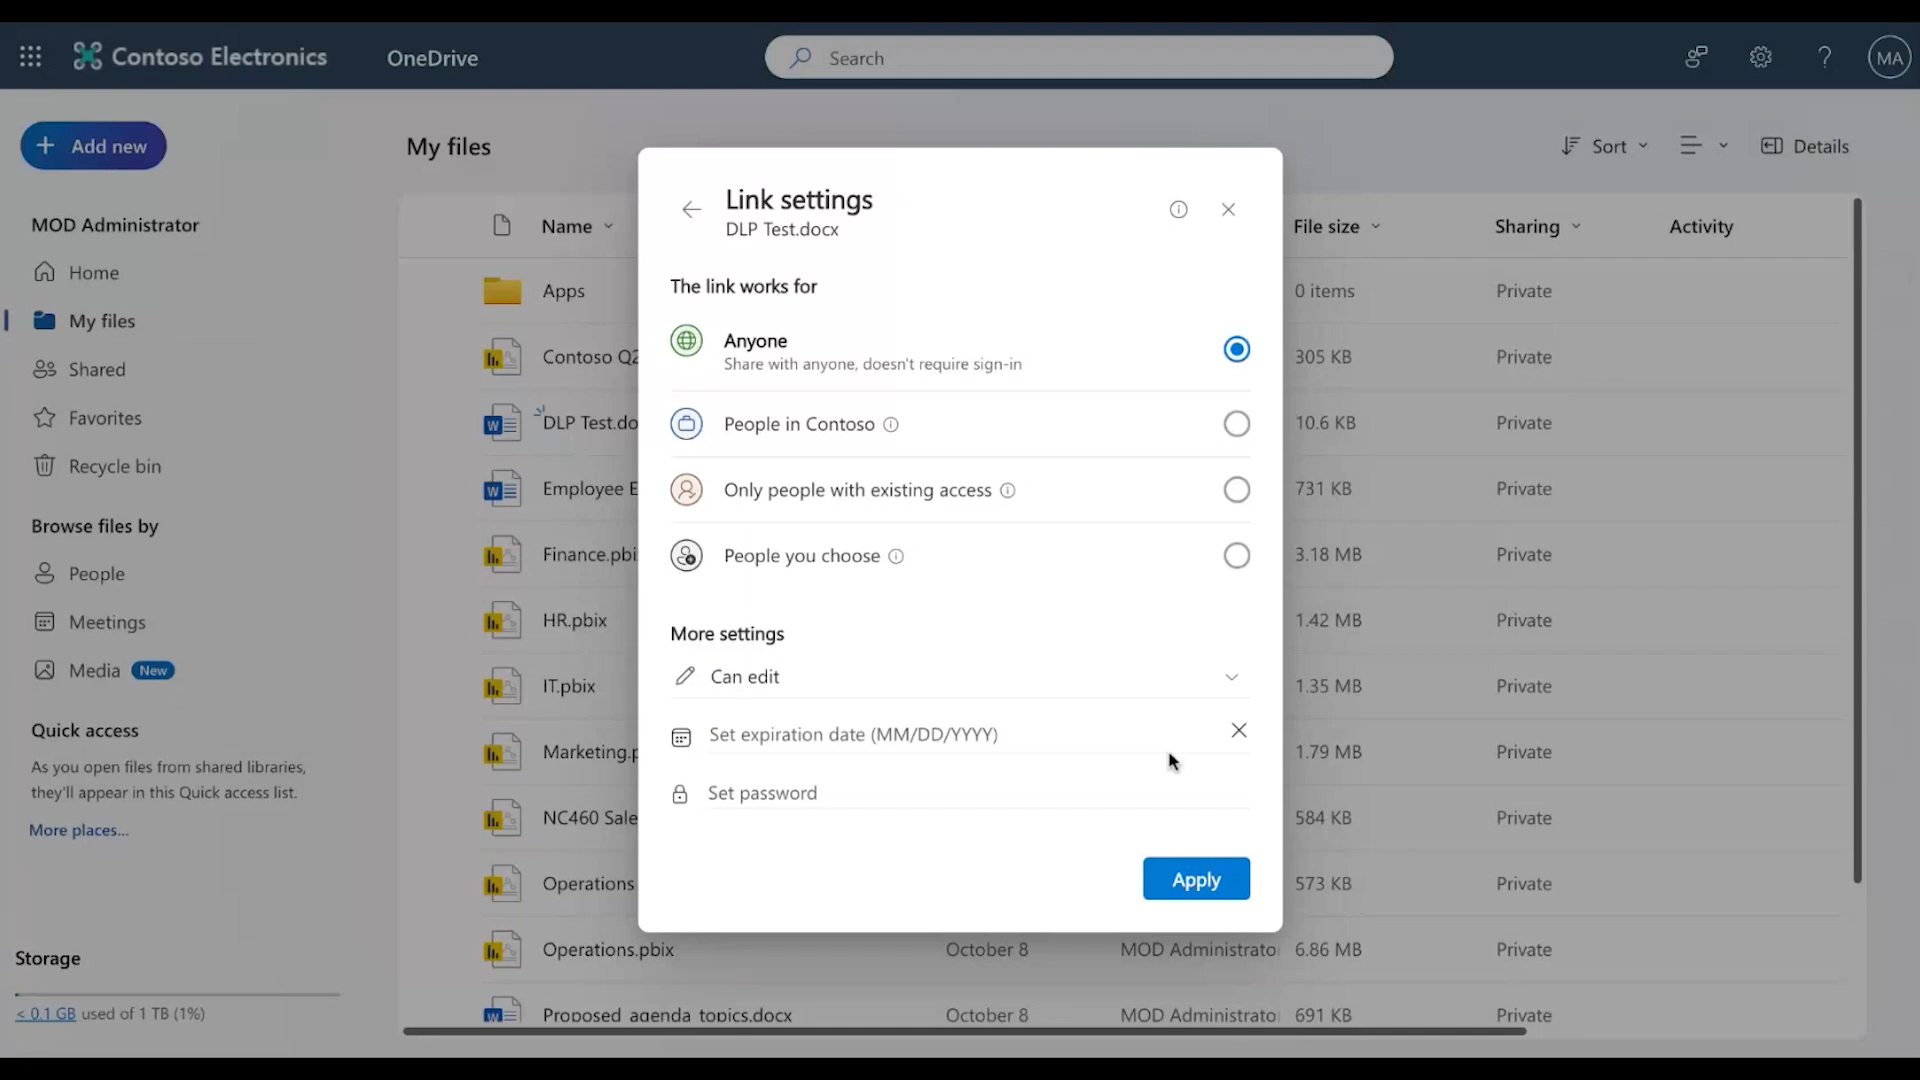 Contoso Electronics
OneDrive
Search
MA
Add new
My files
Sort
Details
MOD Administrator
Home
My files
Shared
Favorites
Recycle bin
Browse files by
People
Meetings
Media New
Quick access
As you open files from shared libraries,
they'll appear in this Quick access list.
More places...
Storage
< 0.1 GB used of 1 TB (1%)
Name
File size
Sharing
Activity
Apps
0 items
Private
Contoso Q2
305 KB
Private
DLP Test.do
10.6 KB
Private
Employee E
731 KB
Private
Finance.pbi
3.18 MB
Private
HR.pbix
1.42 MB
Private
IT.pbix
1.35 MB
Private
Marketing.p
1.79 MB
Private
NC460 Sale
584 KB
Private
Operations
573 KB
Private
Operations.pbix
October 8
MOD Administrato
6.86 MB
Private
Proposed_agenda_topics.docx
October 8
MOD Administrato
691 KB
Private
Link settings
DLP Test.docx
The link works for
Anyone
Share with anyone, doesn't require sign-in
People in Contoso
Only people with existing access
People you choose
More settings
Can edit
Set expiration date (MM/DD/YYYY)
Set password
Apply